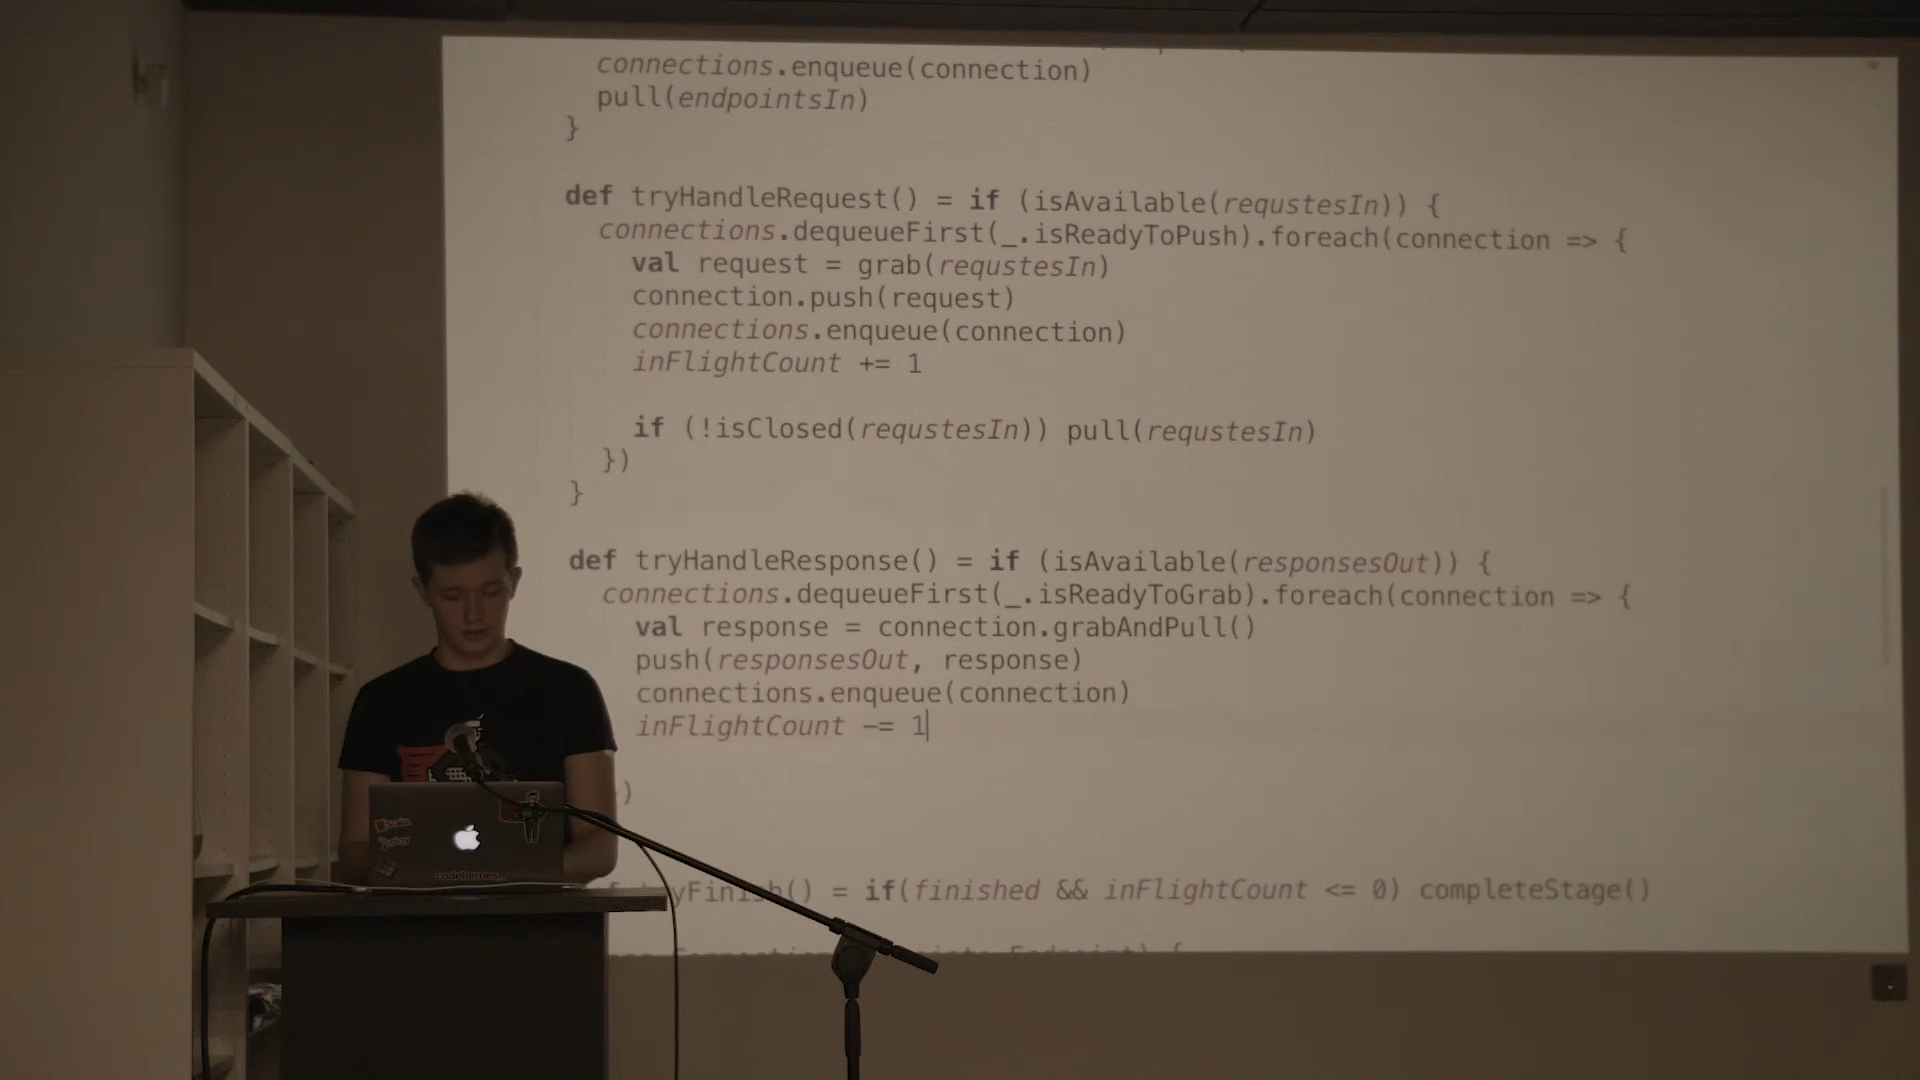 connections.enqueue(connection)
pull(endpointsIn)
}
def tryHandleRequest() = if (isAvailable(requstesIn)) {
connections.dequeueFirst(_.isReadyToPush).foreach(connection => {
val request = grab(requstesIn)
connection.push(request)
connections.enqueue(connection)
inFlightCount += 1
if (!isClosed(requstesIn)) pull(requstesIn)
})
}
def tryHandleResponse() = if (isAvailable(responsesOut)) {
connections.dequeueFirst(_.isReadyToGrab).foreach(connection => {
val response = connection.grabAndPull()
push(responsesOut, response)
connections.enqueue(connection)
inFlightCount -= 1
)
yFinish() = if(finished && inFlightCount <= 0) completeStage()
Scala
codeheroes